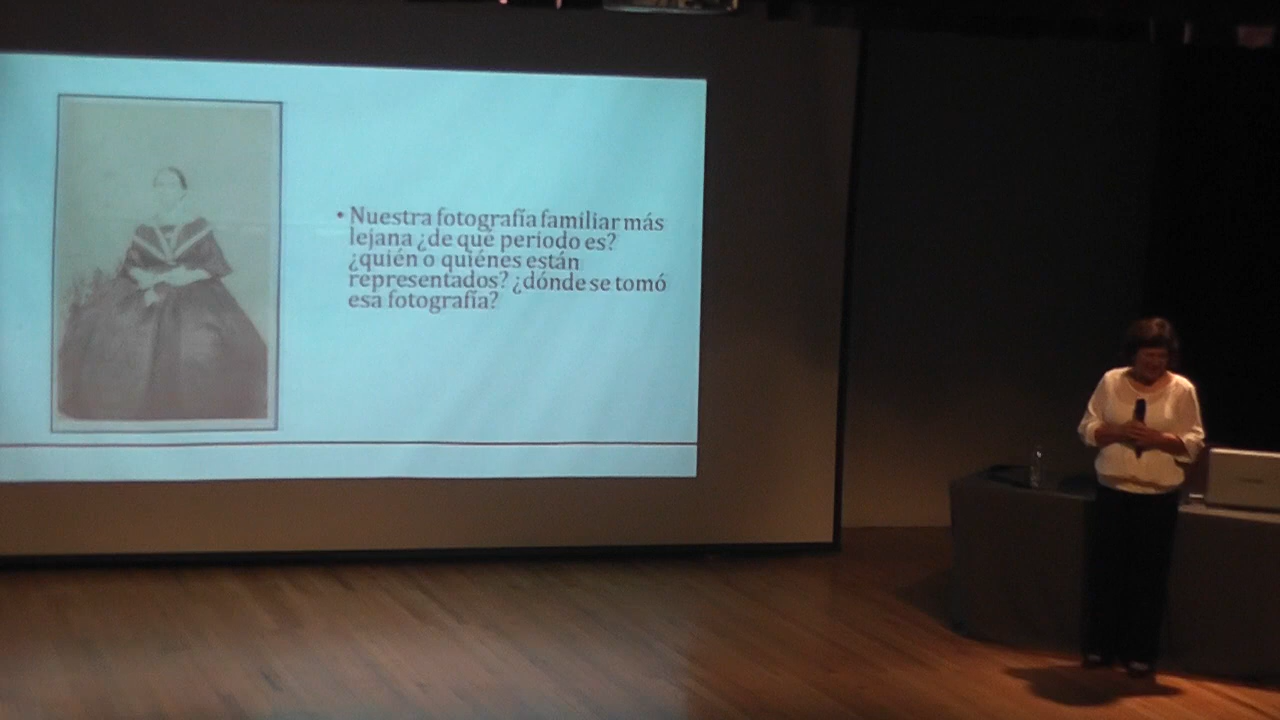 • Nuestra fotografía familiar más
lejana ¿de qué periodo es?
¿quién o quiénes están
representados? ¿dónde se tomó
esa fotografía?